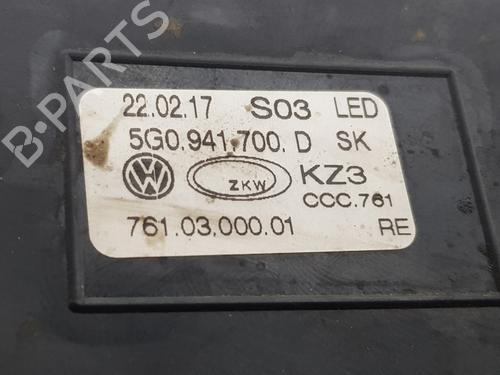 22.02.17 S03 LED
5G0.941.700. D SK
ZKW KZ3
CCC.761
761.03.000.01 RE
B-PARTS